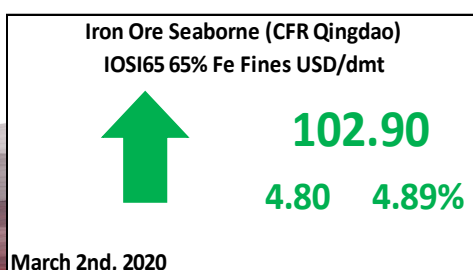 Iron Ore Seaborne (CFR Qingdao)
IOSI65 65% Fe Fines USD/dmt
102.90
4.80 4.89%
March 2nd, 2020